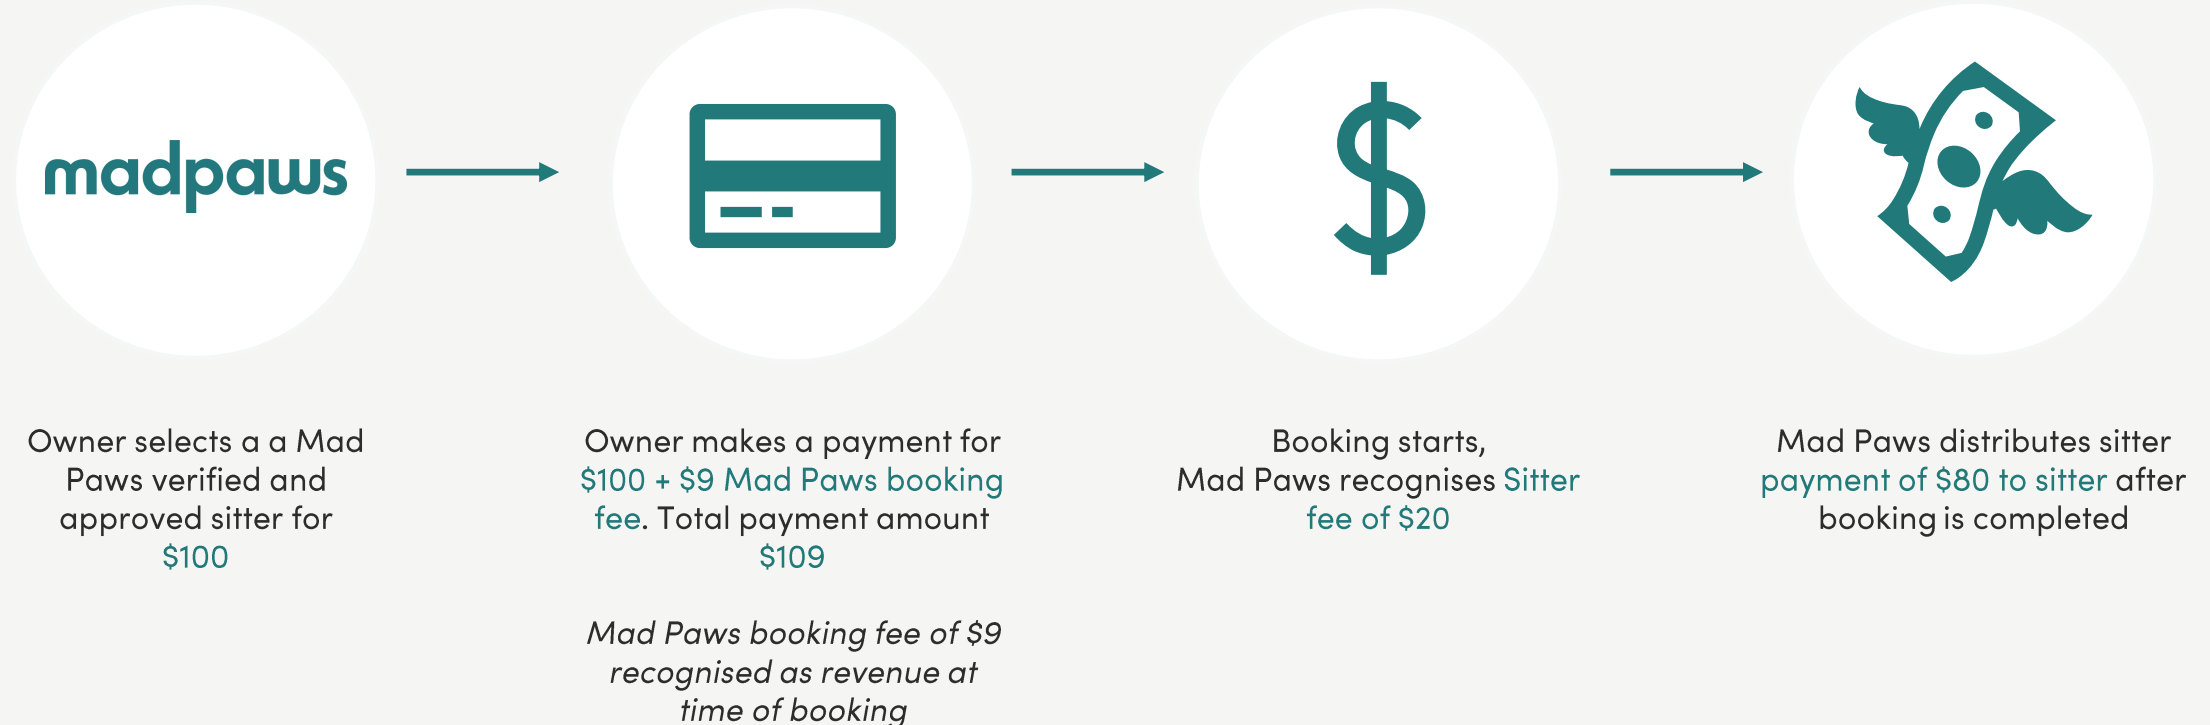 madpaws
Owner selects a a Mad
Paws verified and
approved sitter for
$100
Owner makes a payment for
$100 + $9 Mad Paws booking
fee. Total payment amount
$109
Mad Paws booking fee of $9
recognised as revenue at
time of booking
Booking starts,
Mad Paws recognises Sitter
fee of $20
Mad Paws distributes sitter
payment of $80 to sitter after
booking is completed